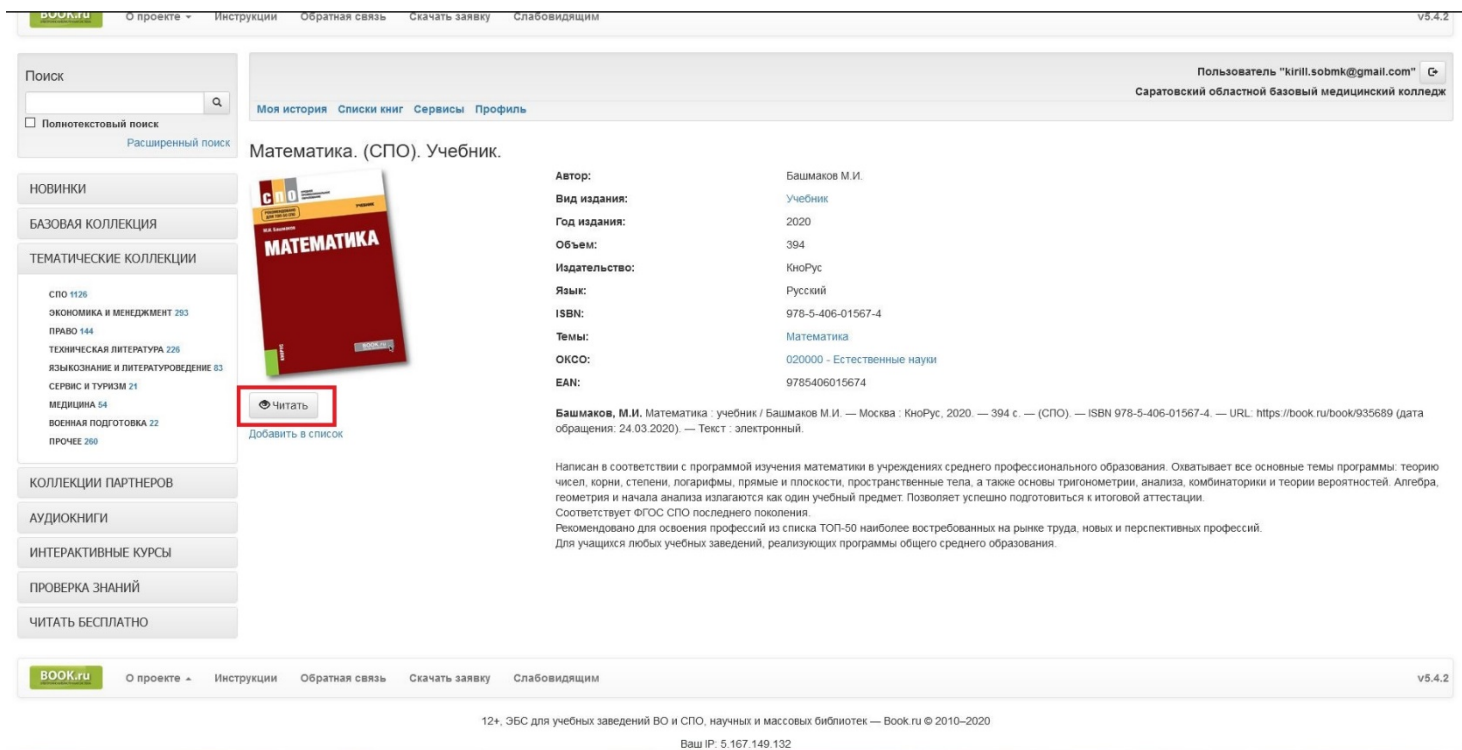 BOOK.ru О проекте Инструкции Обратная связь Скачать заявку Слабовидящим v5.4.2
Поиск
Полнотекстовый поиск
Расширенный поиск
НОВИНКИ
БАЗОВАЯ КОЛЛЕКЦИЯ
ТЕМАТИЧЕСКИЕ КОЛЛЕКЦИИ
СПО 1126
ЭКОНОМИКА И МЕНЕДЖМЕНТ 293
ПРАВО 144
ТЕХНИЧЕСКАЯ ЛИТЕРАТУРА 226
ЯЗЫКОЗНАНИЕ И ЛИТЕРАТУРОВЕДЕНИЕ 83
СЕРВИС И ТУРИЗМ 21
МЕДИЦИНА 54
ВОЕННАЯ ПОДГОТОВКА 22
ПРОЧЕЕ 260
КОЛЛЕКЦИИ ПАРТНЕРОВ
АУДИОКНИГИ
ИНТЕРАКТИВНЫЕ КУРСЫ
ПРОВЕРКА ЗНАНИЙ
ЧИТАТЬ БЕСПЛАТНО
Пользователь "kirill.sobmk@gmail.com"
Саратовский областной базовый медицинский колледж
Моя история Списки книг Сервисы Профиль
Математика. (СПО). Учебник.
СПО
УЧЕБНИК
М.И. Башмаков
МАТЕМАТИКА
КНОРУС
BOOK.ru
Читать
Добавить в список
Автор: Башмаков М.И.
Вид издания: Учебник
Год издания: 2020
Объем: 394
Издательство: КноРус
Язык: Русский
ISBN: 978-5-406-01567-4
Темы: Математика
ОКСО: 020000 - Естественные науки
EAN: 9785406015674
Башмаков, М.И. Математика : учебник / Башмаков М.И. — Москва : КноРус, 2020. — 394 с. — (СПО). — ISBN 978-5-406-01567-4. — URL: https://book.ru/book/935689 (дата
обращения: 24.03.2020). — Текст : электронный.
Написан в соответствии с программой изучения математики в учреждениях среднего профессионального образования. Охватывает все основные темы программы: теорию
чисел, корни, степени, логарифмы, прямые и плоскости, пространственные тела, а также основы тригонометрии, анализа, комбинаторики и теории вероятностей. Алгебра,
геометрия и начала анализа излагаются как один учебный предмет. Позволяет успешно подготовиться к итоговой аттестации.
Соответствует ФГОС СПО последнего поколения.
Рекомендовано для освоения профессий из списка ТОП-50 наиболее востребованных на рынке труда, новых и перспективных профессий.
Для учащихся любых учебных заведений, реализующих программы общего среднего образования.
BOOK.ru О проекте Инструкции Обратная связь Скачать заявку Слабовидящим v5.4.2
12+, ЭБС для учебных заведений ВО и СПО, научных и массовых библиотек — Book.ru © 2010–2020
Ваш IP: 5.167.149.132